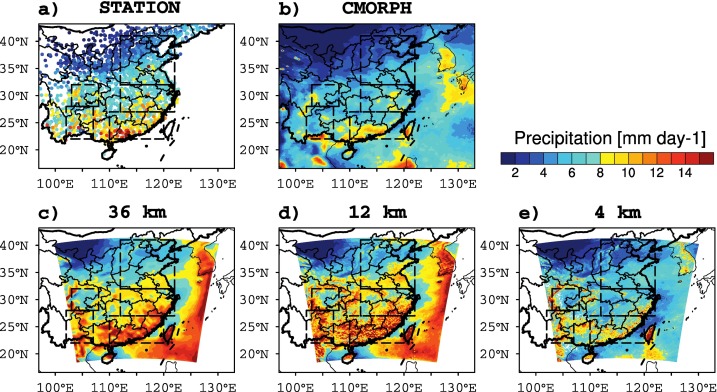 a) STATION
b) CMORPH
40°N
35°N
30°N
25°N
20°N
100°E 110°E 120°E 130°E
40°N
35°N
30°N
25°N
20°N
100°E 110°E 120°E 130°E
Precipitation [mm day-1]
2 4 6 8 10 12 14
c) 36 km
d) 12 km
e) 4 km
40°N
35°N
30°N
25°N
20°N
100°E 110°E 120°E 130°E
40°N
35°N
30°N
25°N
20°N
100°E 110°E 120°E 130°E
40°N
35°N
30°N
25°N
20°N
100°E 110°E 120°E 130°E